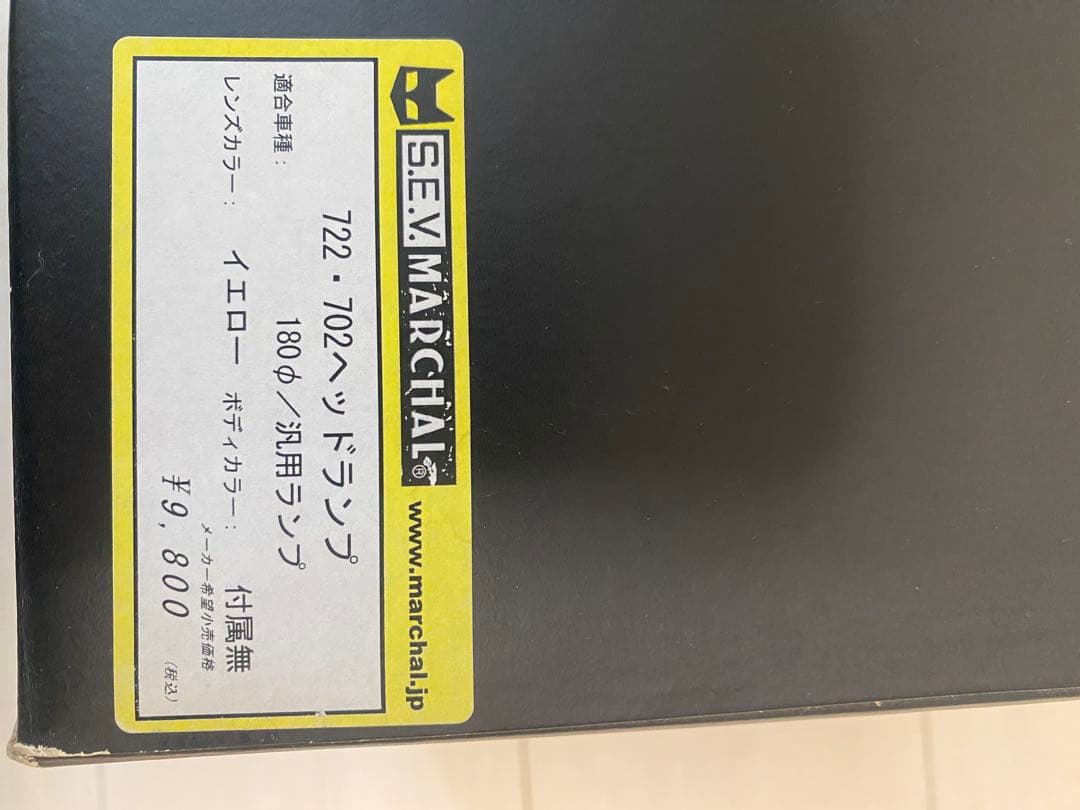 S.E.V. MARCHAL® www.marchal.jp
722・702ヘッドランプ
適合車種： 180φ／汎用ランプ
レンズカラー： イエロー ボディカラー： 付属無
メーカー希望小売価格
¥9,800 (税込)